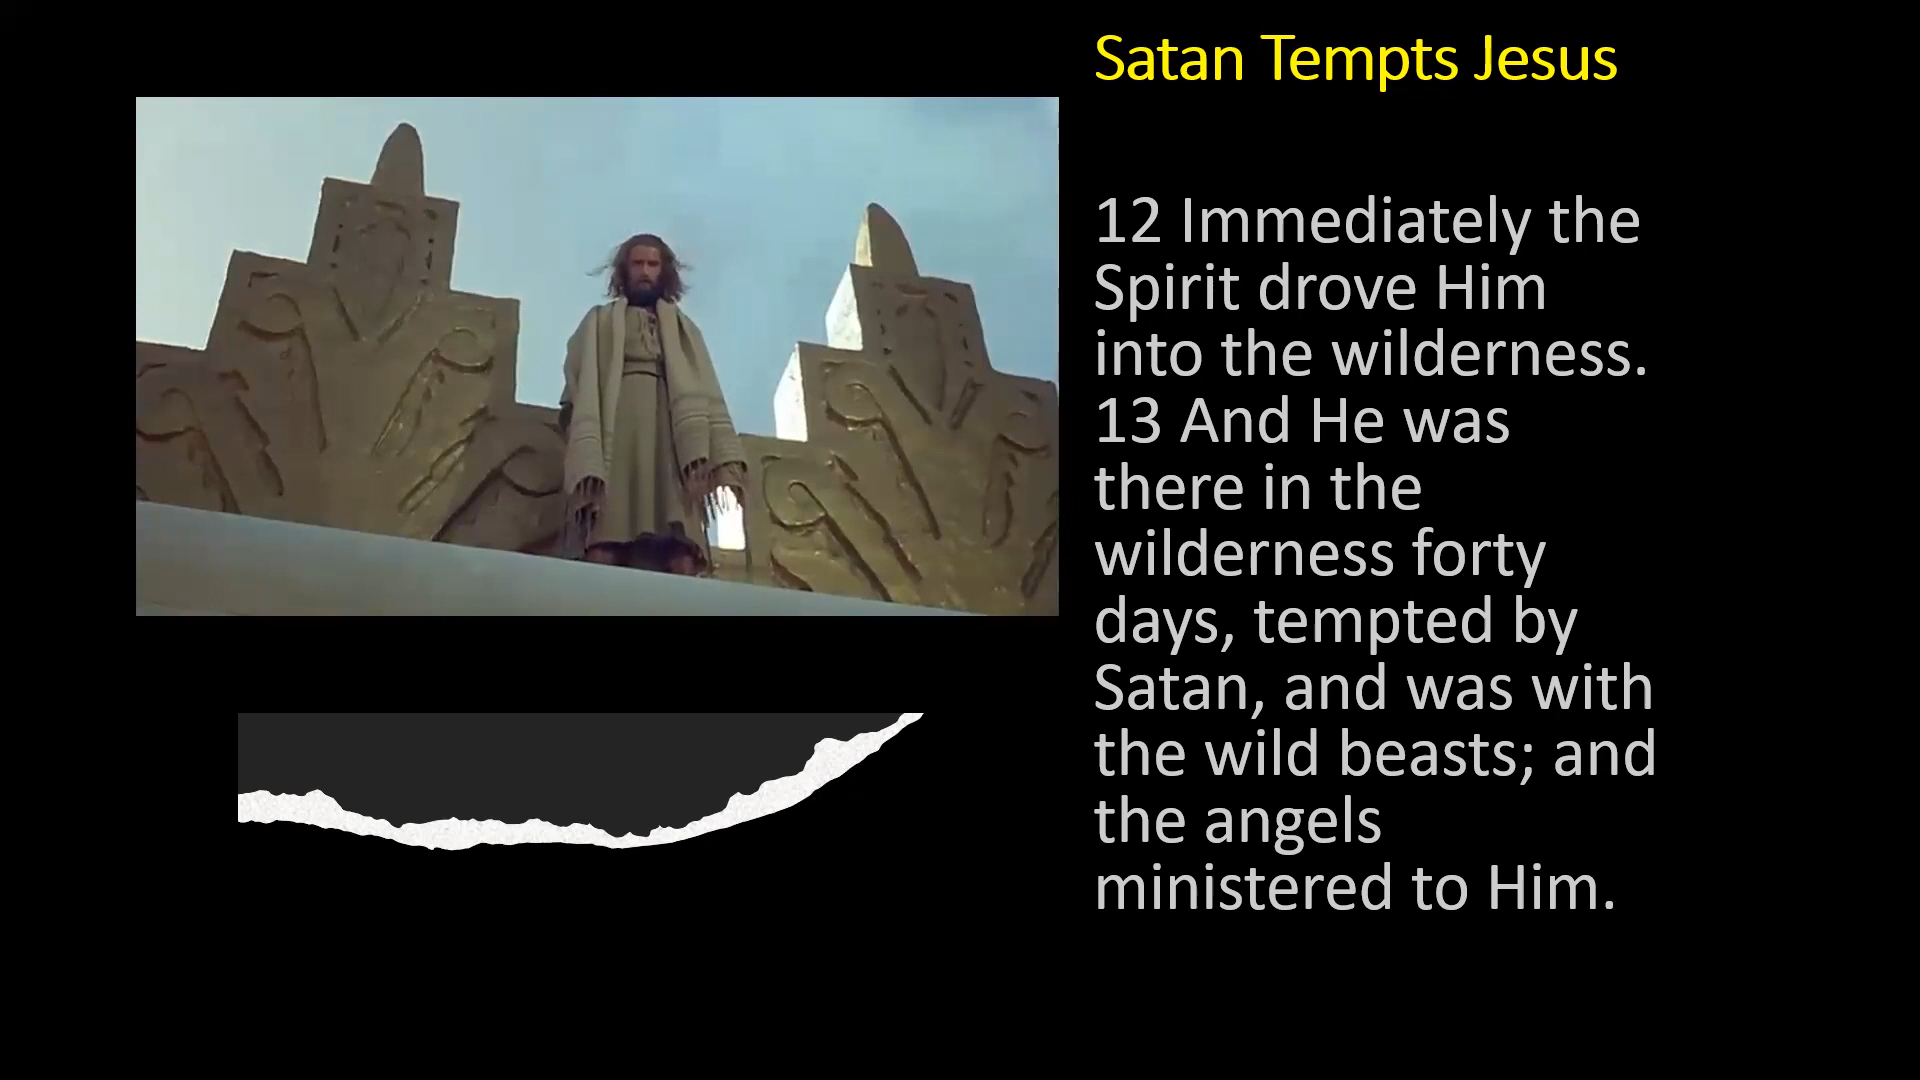 Satan Tempts Jesus
12 Immediately the
Spirit drove Him
into the wilderness.
13 And He was
there in the
wilderness forty
days, tempted by
Satan, and was with
the wild beasts; and
the angels
ministered to Him.